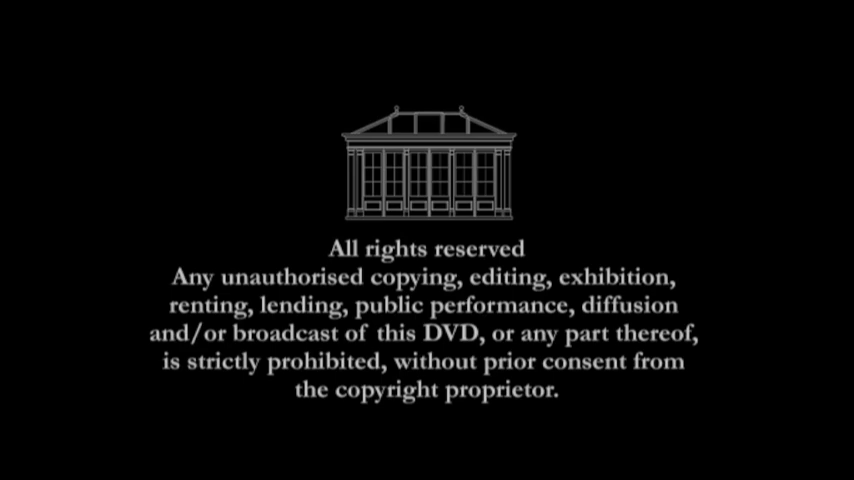 All rights reserved
Any unauthorised copying, editing, exhibition,
renting, lending, public performance, diffusion
and/or broadcast of this DVD, or any part thereof,
is strictly prohibited, without prior consent from
the copyright proprietor.